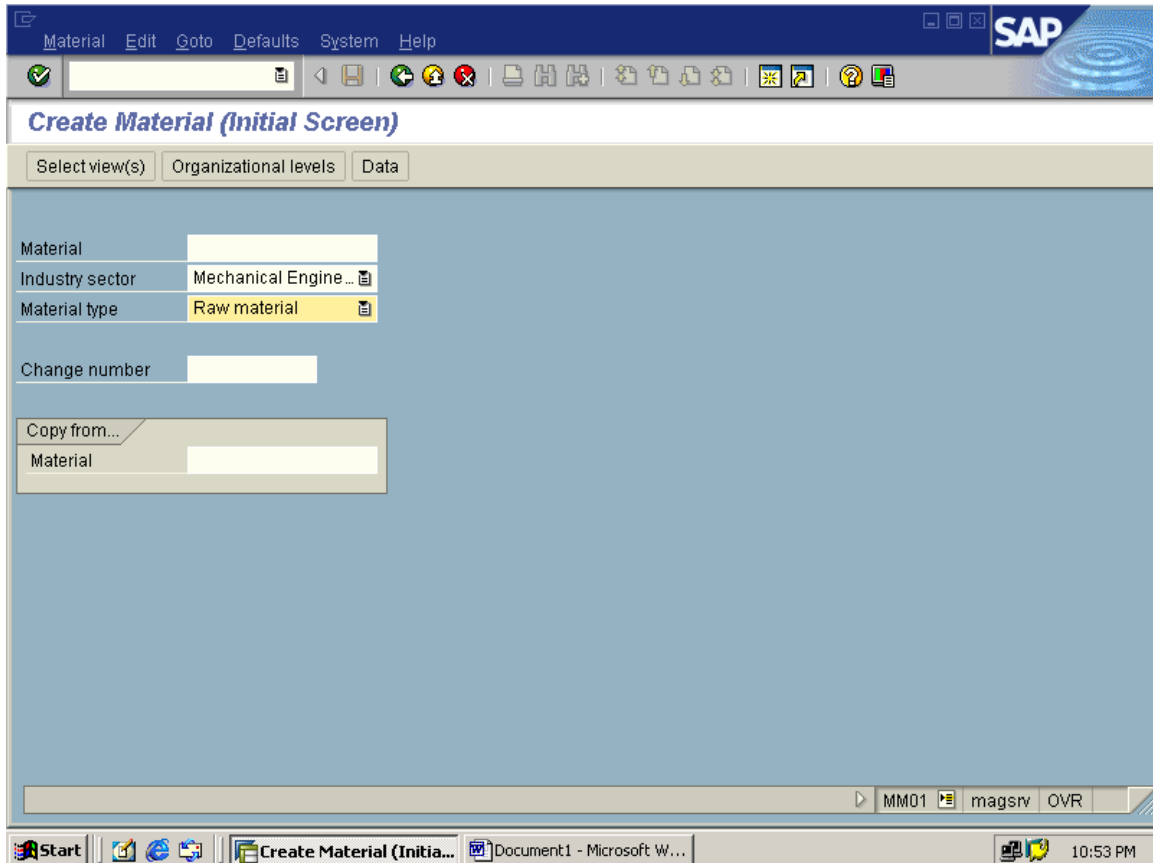 Material Edit Goto Defaults System Help
SAP
Create Material (Initial Screen)
Select view(s) Organizational levels Data
Material
Industry sector Mechanical Engine...
Material type Raw material
Change number
Copy from...
Material
MM01 magsrv OVR
Start Create Material (Initia... Document1 - Microsoft W... 10:53 PM